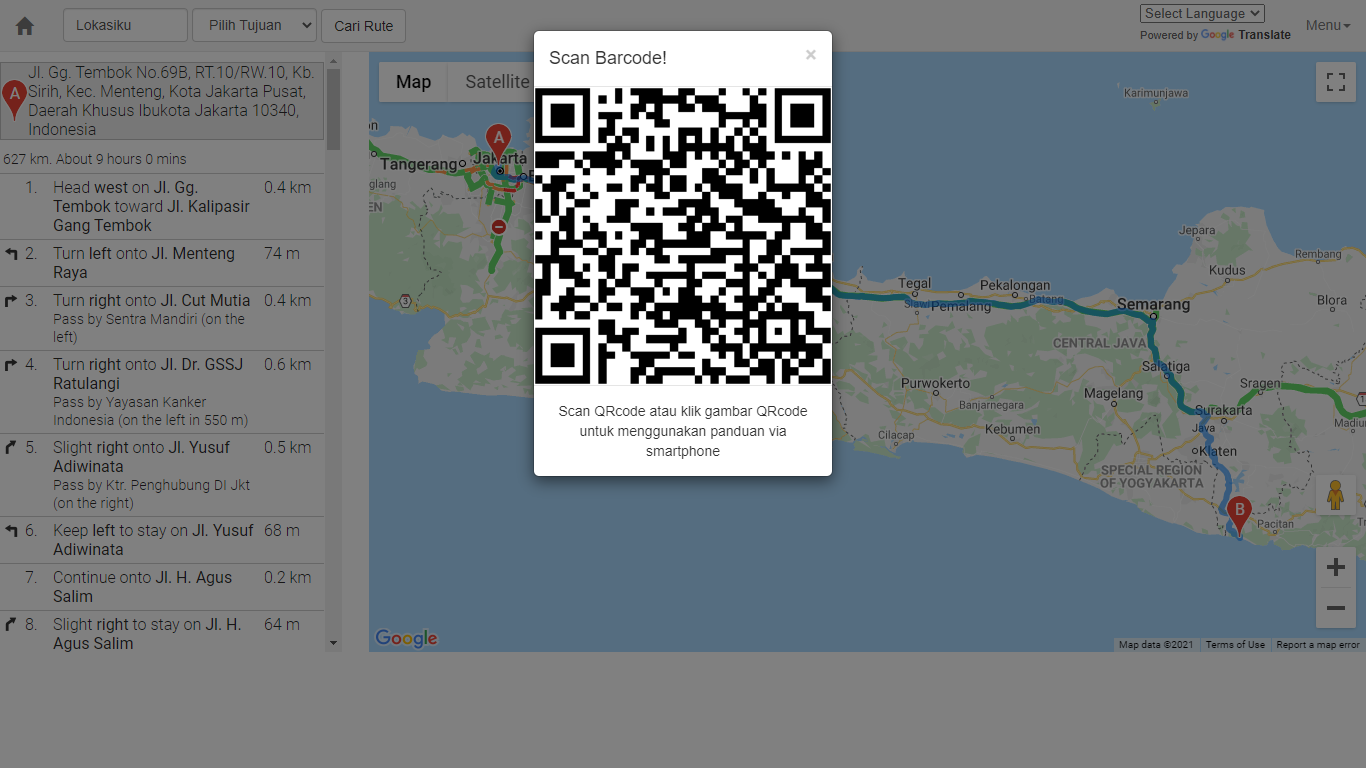 Lokasiku
Pilih Tujuan
Cari Rute
Select Language
Powered by Google Translate
Menu
Jl. Gg. Tembok No.69B, RT.10/RW.10, Kb.
Sirih, Kec. Menteng, Kota Jakarta Pusat,
Daerah Khusus Ibukota Jakarta 10340,
Indonesia
A
627 km. About 9 hours 0 mins
1. Head west on Jl. Gg. 0.4 km
Tembok toward Jl. Kalipasir
Gang Tembok
2. Turn left onto Jl. Menteng 74 m
Raya
3. Turn right onto Jl. Cut Mutia 0.4 km
Pass by Sentra Mandiri (on the
left)
4. Turn right onto Jl. Dr. GSSJ 0.6 km
Ratulangi
Pass by Yayasan Kanker
Indonesia (on the left in 550 m)
5. Slight right onto Jl. Yusuf 0.5 km
Adiwinata
Pass by Ktr. Penghubung DI Jkt
(on the right)
6. Keep left to stay on Jl. Yusuf 68 m
Adiwinata
7. Continue onto Jl. H. Agus 0.2 km
Salim
8. Slight right to stay on Jl. H. 64 m
Agus Salim
Scan Barcode!
×
Scan QRcode atau klik gambar QRcode
untuk menggunakan panduan via
smartphone
Map
Satellite
Karimunjawa
A
Tangerang
Jakarta
glang
EN
3
Jepara
Rembang
Kudus
Tegal
Pekalongan
Slawi
Pemalang
Batang
Semarang
Blora
CENTRAL JAVA
Salatiga
Purwokerto
Magelang
Sragen
Banjarnegara
Surakarta
Java
Madiun
Cilacap
Kebumen
Klaten
SPECIAL REGION
OF YOGYAKARTA
B
Pacitan
Google
Map data ©2021
Terms of Use
Report a map error